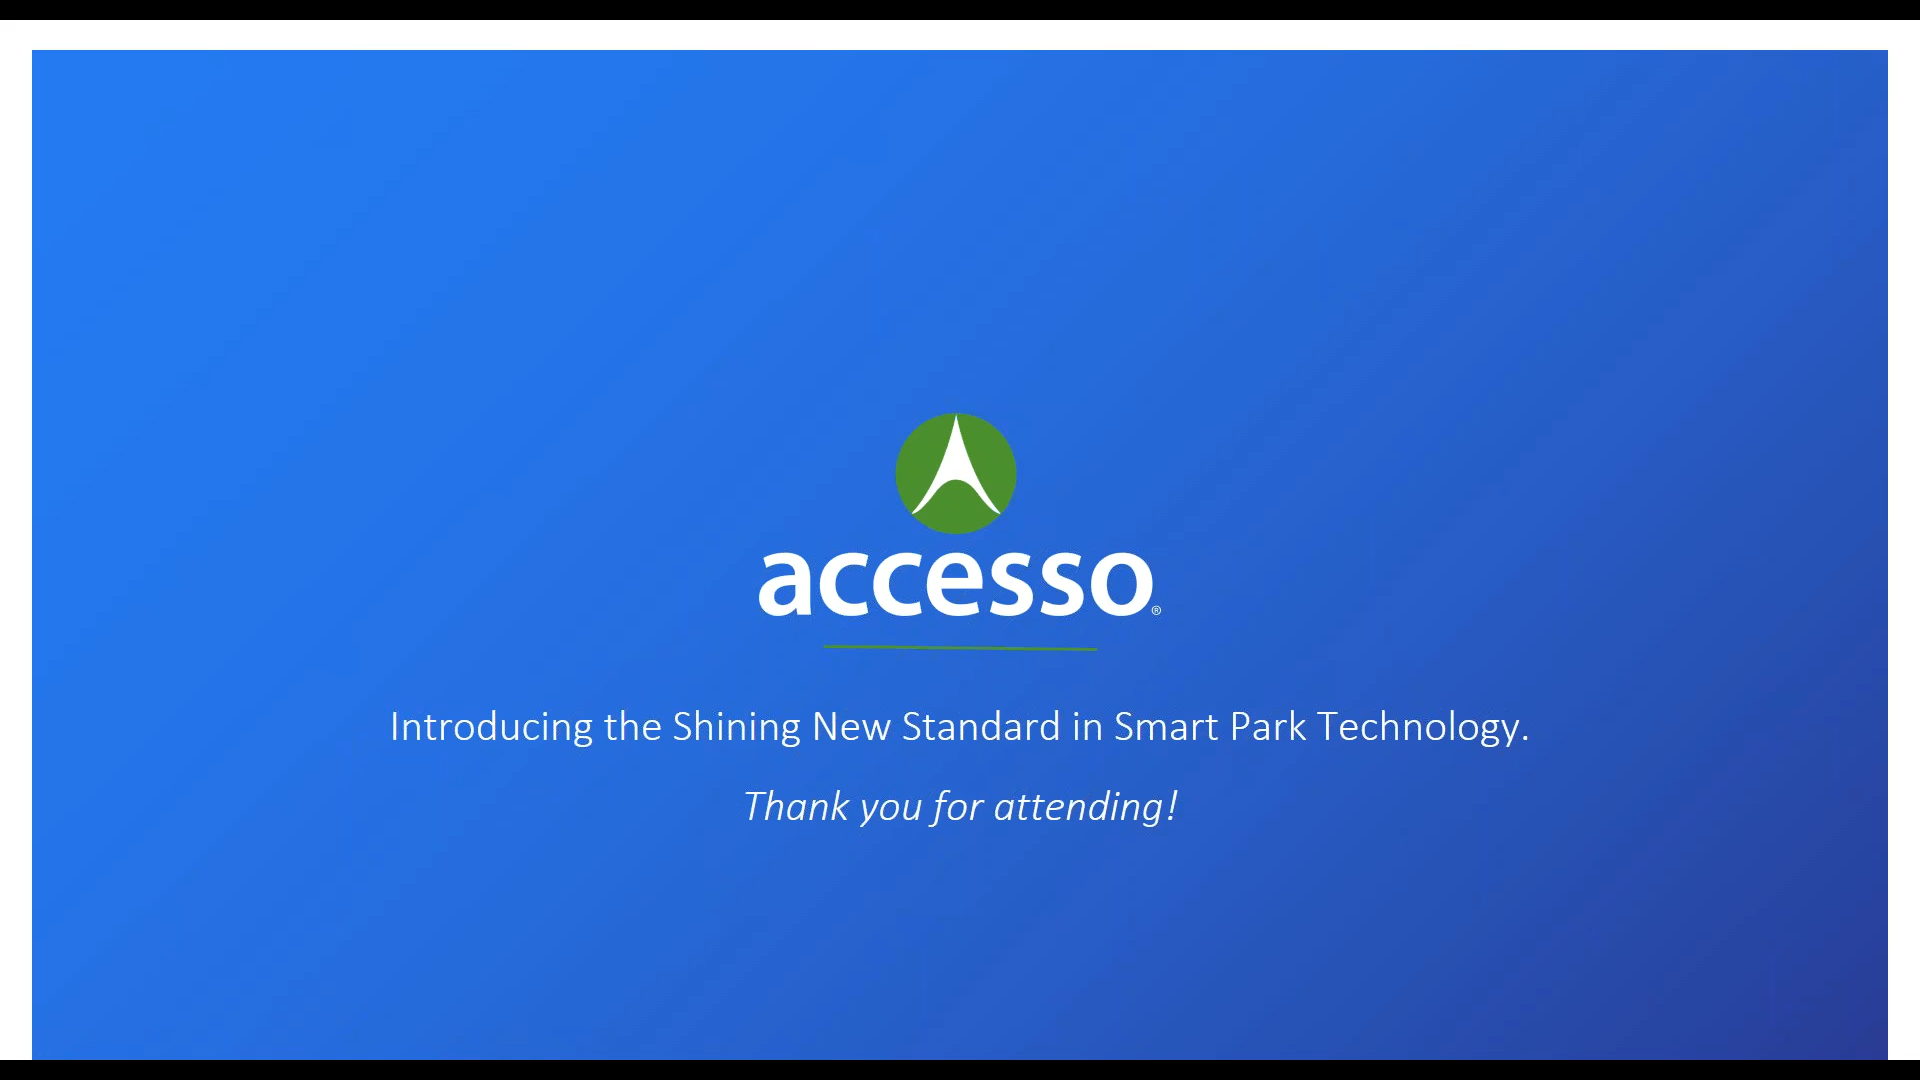 accesso®
Introducing the Shining New Standard in Smart Park Technology.
Thank you for attending!